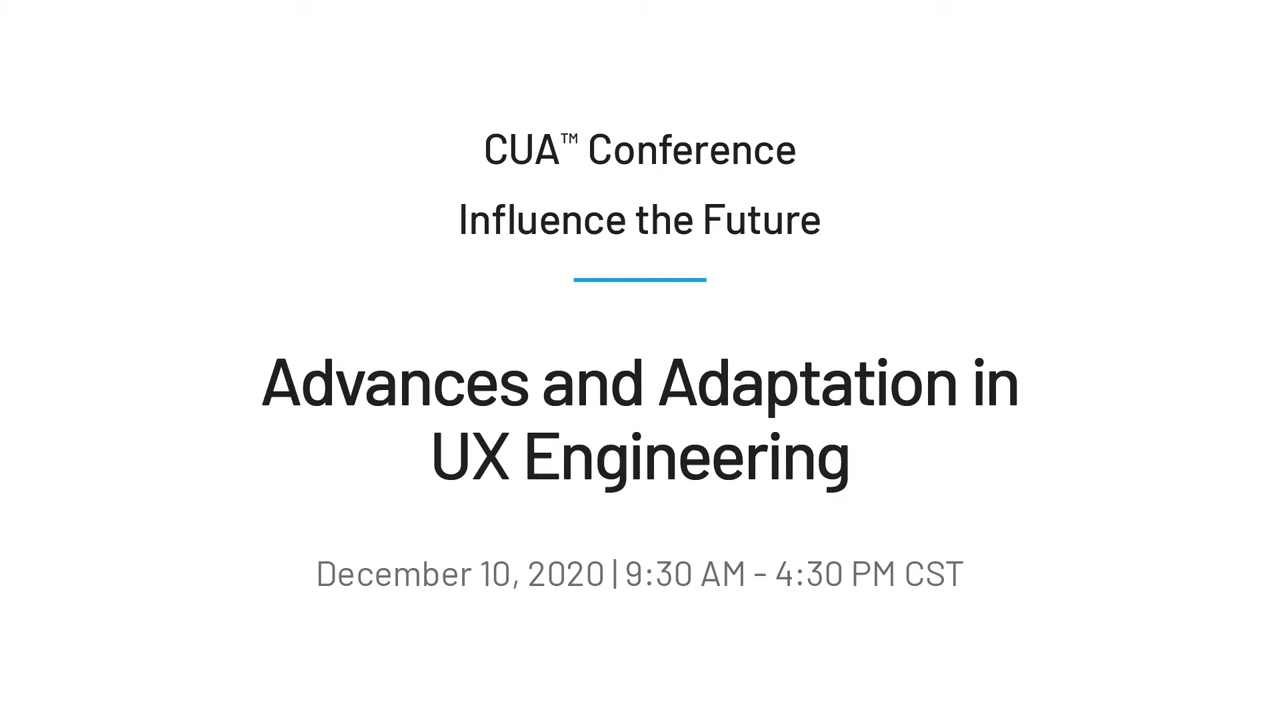 CUA™ Conference
Influence the Future
Advances and Adaptation in
UX Engineering
December 10, 2020 | 9:30 AM - 4:30 PM CST